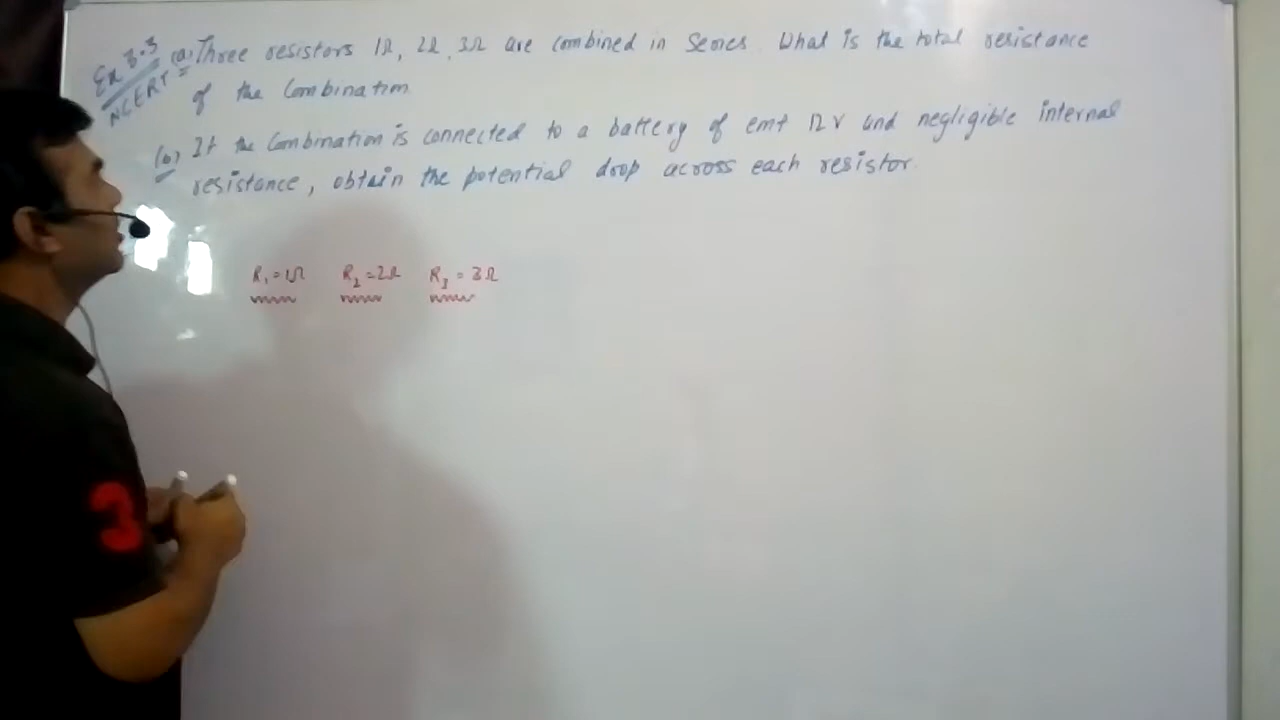 Ex 3.3
NCERT
(a) Three resistors 1Ω, 2Ω, 3Ω are combined in Series. What is the total resistance
of the Combination
(b) If the Combination is connected to a battery of emf 12 V and negligible internal
resistance, obtain the potential drop across each resistor.
R₁ = 1Ω R₂ = 2Ω R₃ = 3Ω
3